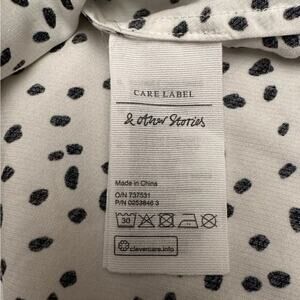 CARE LABEL
& Other Stories
Made in China
O/N 737531
P/N 0253846 3
30
clevercare.info